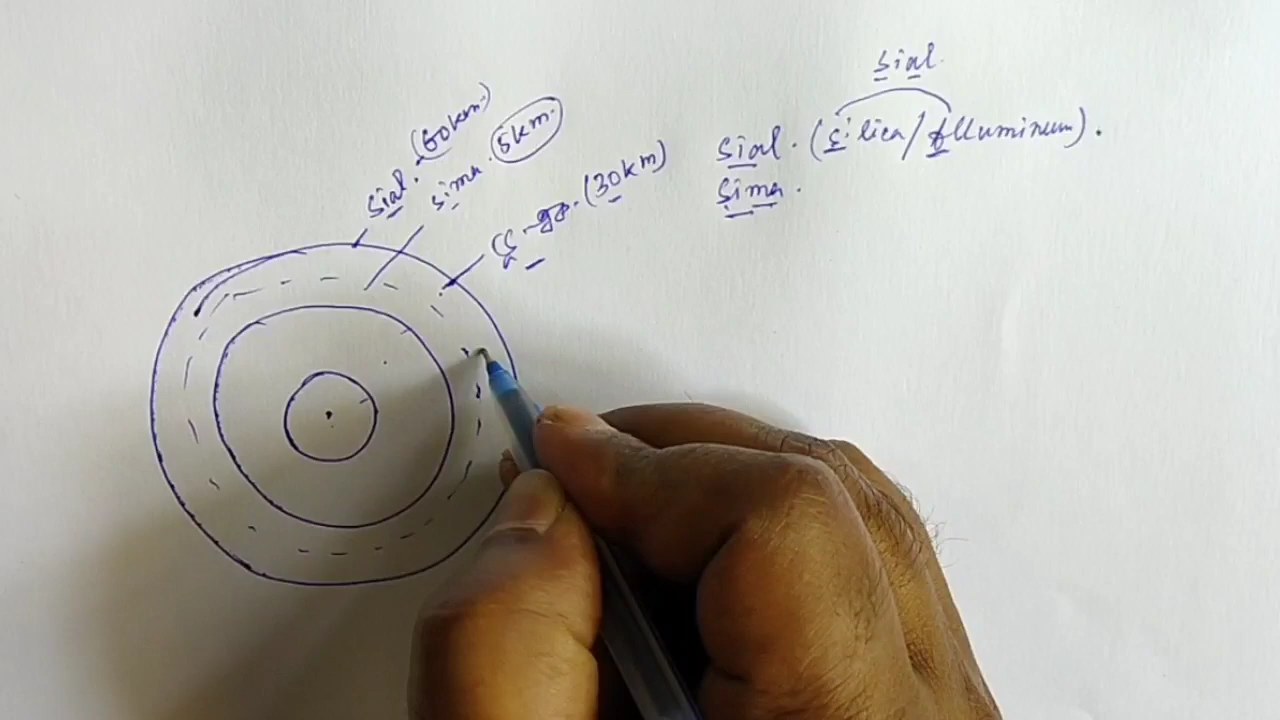 sial.
sial. (silica/Alluminum).
sima.
sial. (60km)
sima. 5km.
(30km)